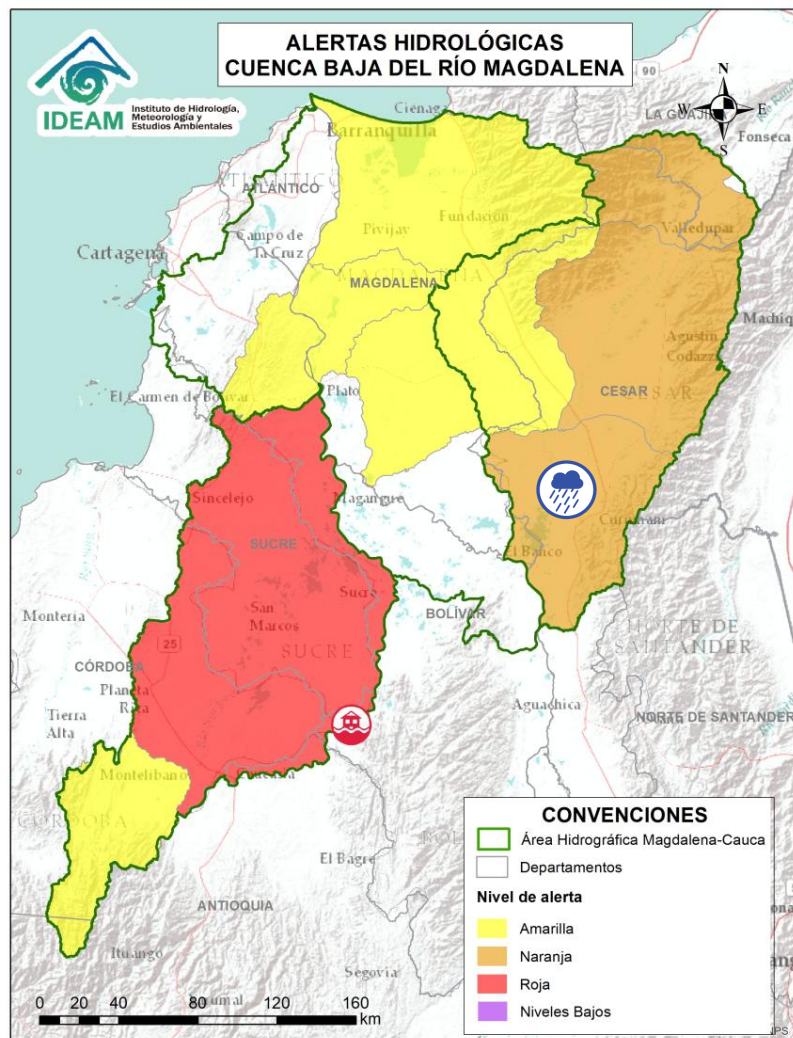 ALERTAS HIDROLÓGICAS
CUENCA BAJA DEL RÍO MAGDALENA
IDEAM
Instituto de Hidrología,
Meteorología y
Estudios Ambientales
90
N
W
E
S
LA GUAJIRA
Fonseca
Ciénaga
Barranquilla
ATLÁNTICO
Cartagena
Campo de
La Cruz
Pivijay
Fundación
MAGDALENA
Valledupar
Machiq
Agustín
Codazzi
CESAR
El Carmen de Bolívar
Plato
Sincelejo
Magangue
SUCRE
Curumaní
El Banco
Sucre
San
Marcos
SUCRE
BOLÍVAR
NORTE DE
SANTANDER
Montería
25
CÓRDOBA
Planeta
Rica
Tierra
Alta
Aguachica
NORTE DE SANTANDER
Montelíbano
CÓRDOBA
El Bagre
ANTIOQUIA
Ituango
Segovia
0 20 40 80 120 160
km
CONVENCIONES
Área Hidrográfica Magdalena-Cauca
Departamentos
Nivel de alerta
Amarilla
Naranja
Roja
Niveles Bajos
NPS